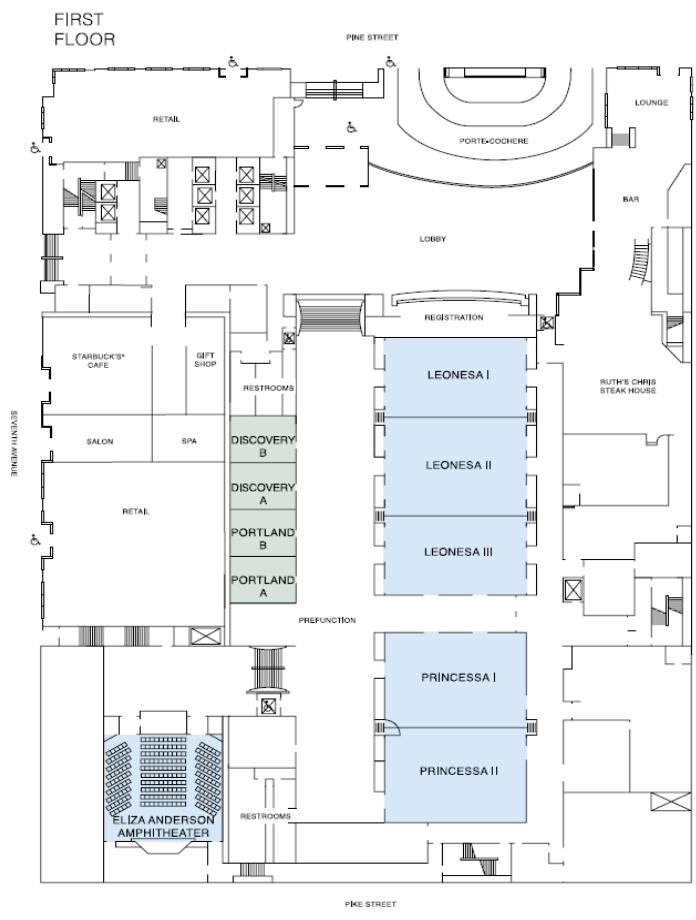 FIRST
FLOOR
PINE STREET
RETAIL
LOUNGE
PORTE-COCHERE
BAR
LOBBY
REGISTRATION
STARBUCK'S®
CAFE
GIFT
SHOP
RESTROOMS
LEONESA I
RUTH'S CHRIS
STEAK HOUSE
SEVENTH AVENUE
SALON
SPA
DISCOVERY
B
LEONESA II
DISCOVERY
A
RETAIL
PORTLAND
B
LEONESA III
PORTLAND
A
PREFUNCTION
PRINCESSA I
PRINCESSA II
ELIZA ANDERSON
AMPHITHEATER
RESTROOMS
PIKE STREET